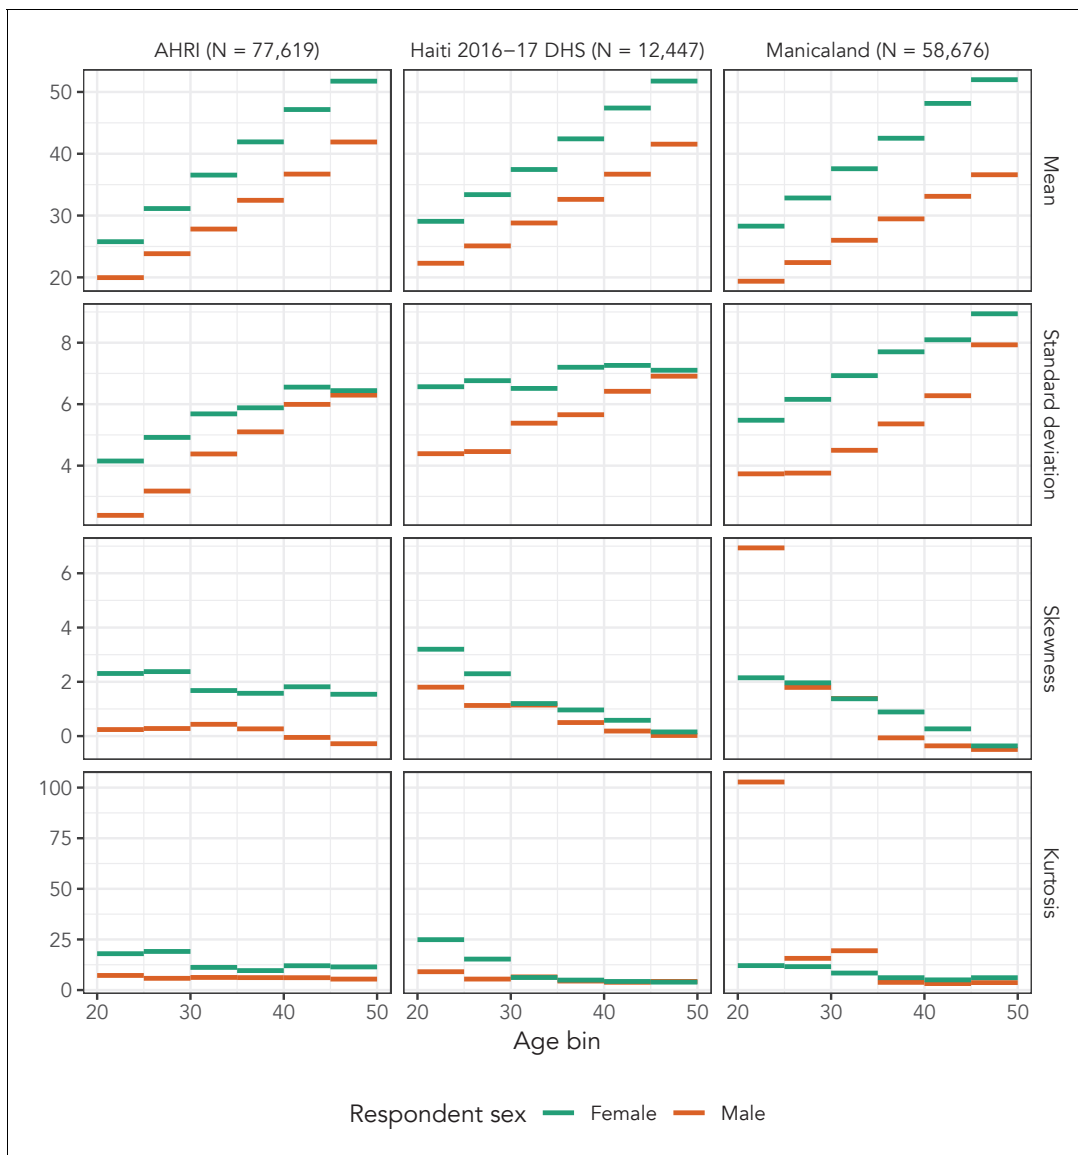 AHRI (N = 77,619)
Haiti 2016−17 DHS (N = 12,447)
Manicaland (N = 58,676)
50
40
30
20
Mean
8
6
4
Standard deviation
6
4
2
0
Skewness
100
75
50
25
0
Kurtosis
20 30 40 50
20 30 40 50
20 30 40 50
Age bin
Respondent sex Female Male